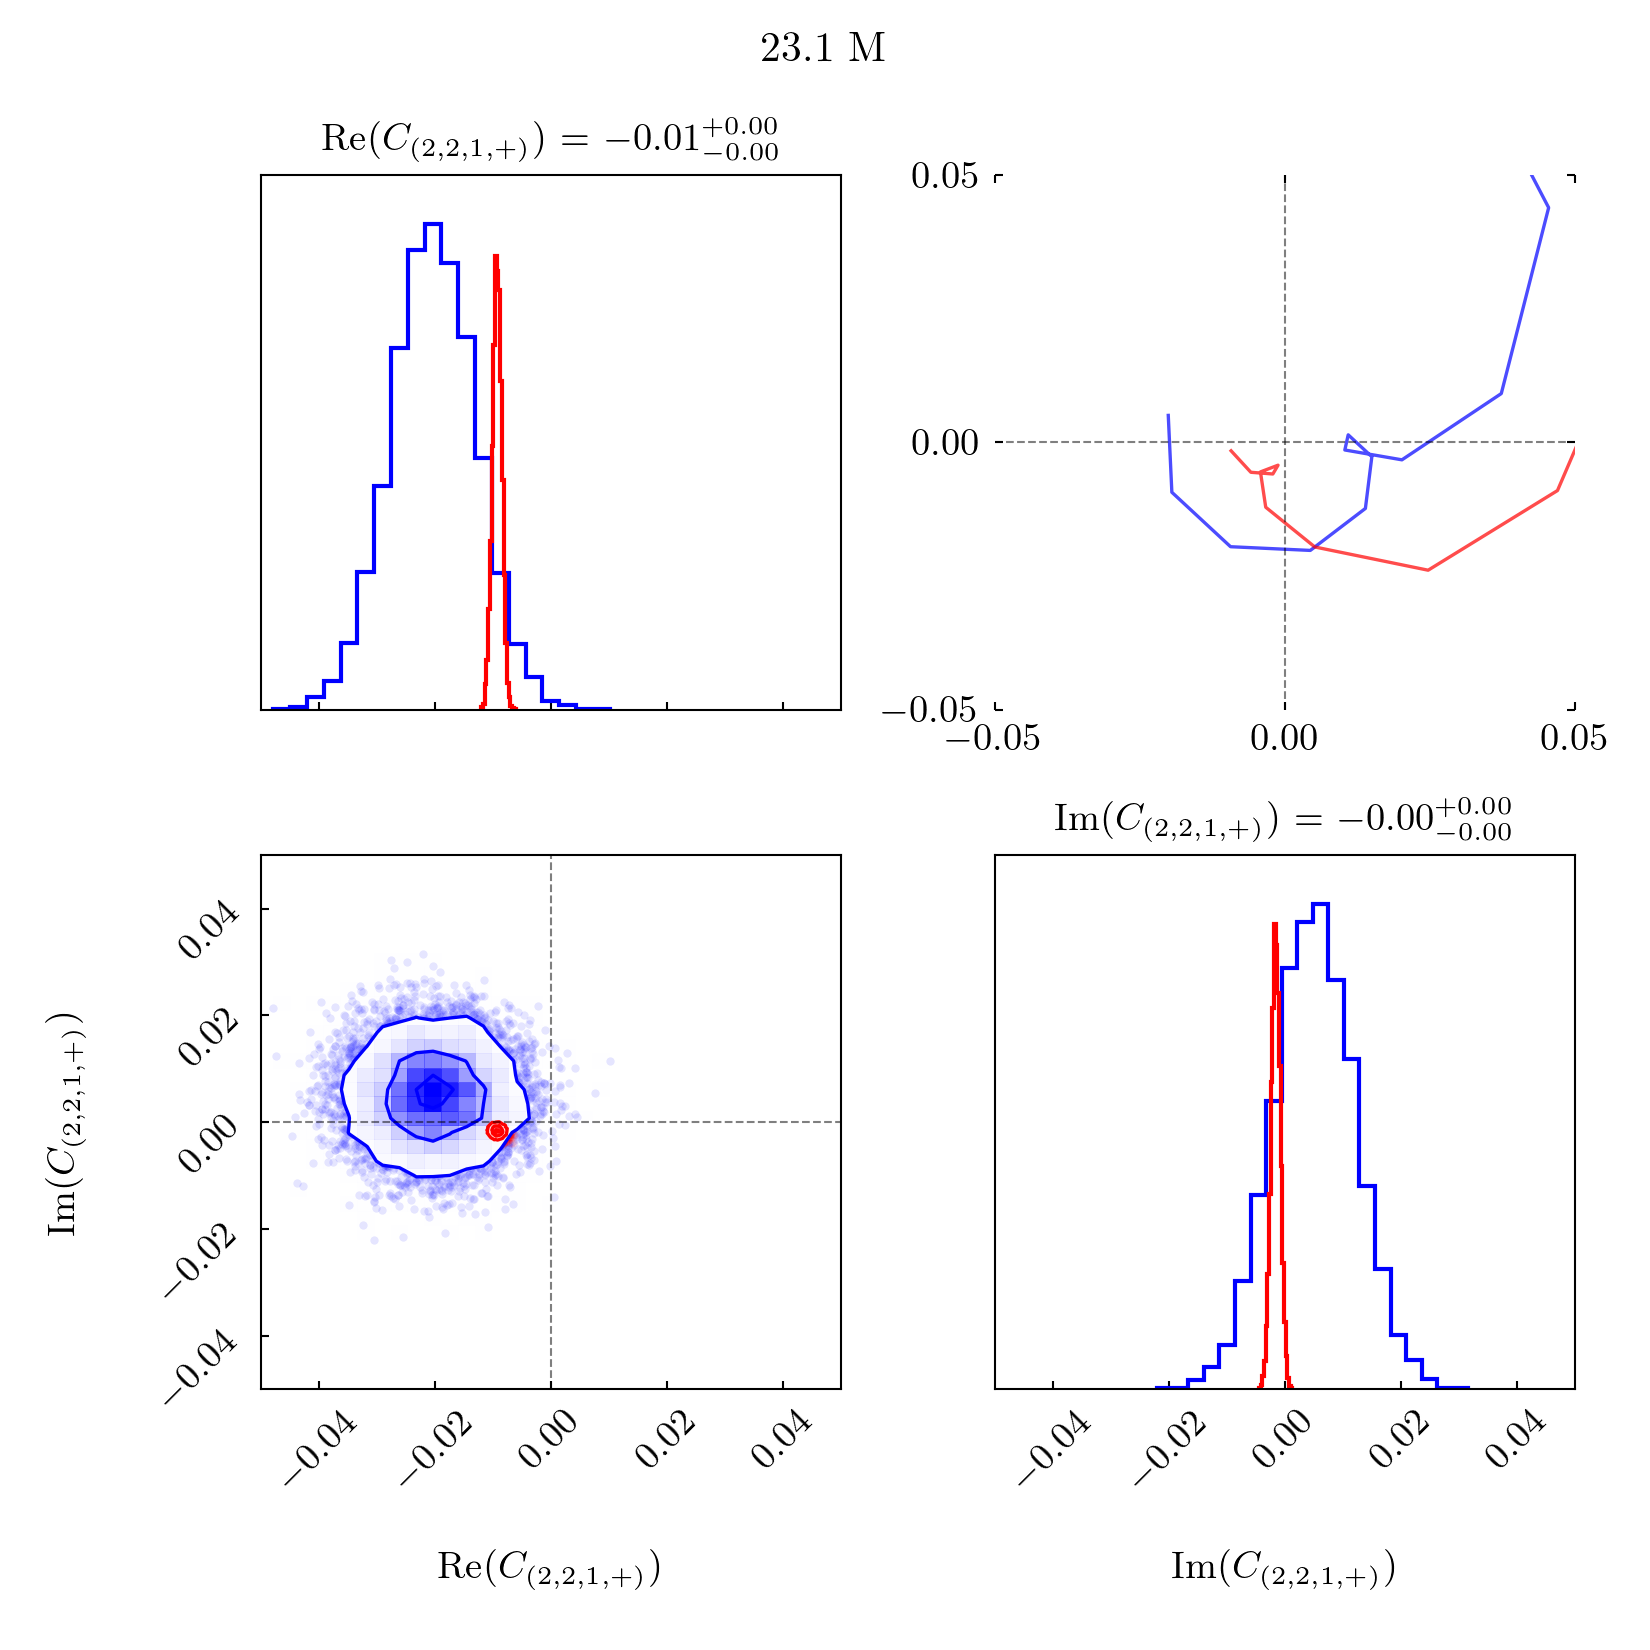 23.1 M
Re(C_(2,2,1,+)) = −0.01^{+0.00}_{−0.00}
0.05
0.00
−0.05
−0.05 0.00 0.05
Im(C_(2,2,1,+)) = −0.00^{+0.00}_{−0.00}
Im(C_(2,2,1,+))
0.04
0.02
0.00
−0.02
−0.04
−0.04 −0.02 0.00 0.02 0.04
−0.04 −0.02 0.00 0.02 0.04
Re(C_(2,2,1,+))
Im(C_(2,2,1,+))